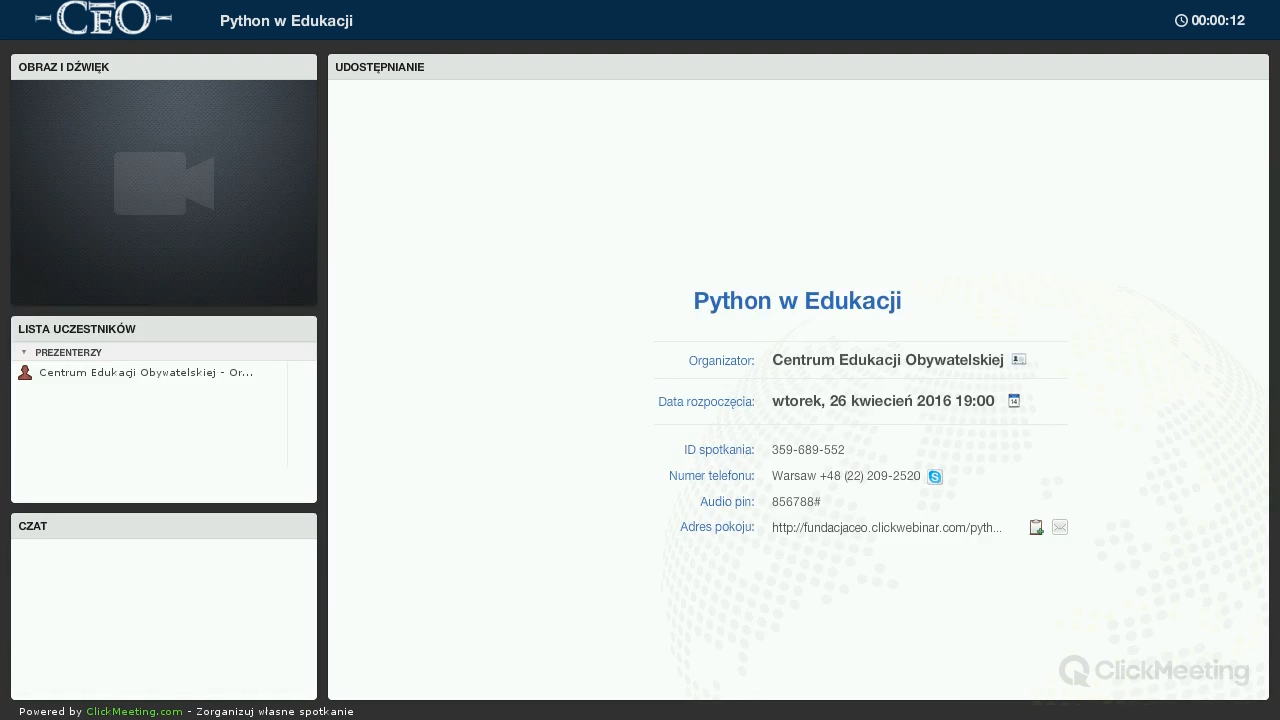 CEO
Python w Edukacji
00:00:12
OBRAZ I DŹWIĘK
UDOSTĘPNIANIE
LISTA UCZESTNIKÓW
PREZENTERZY
Centrum Edukacji Obywatelskiej - Or...
CZAT
Python w Edukacji
Organizator: Centrum Edukacji Obywatelskiej
Data rozpoczęcia: wtorek, 26 kwiecień 2016 19:00
14
ID spotkania: 359-689-552
Numer telefonu: Warsaw +48 (22) 209-2520
Audio pin: 856788#
Adres pokoju: http://fundacjaceo.clickwebinar.com/pyth...
ClickMeeting
Powered by ClickMeeting.com - Zorganizuj własne spotkanie